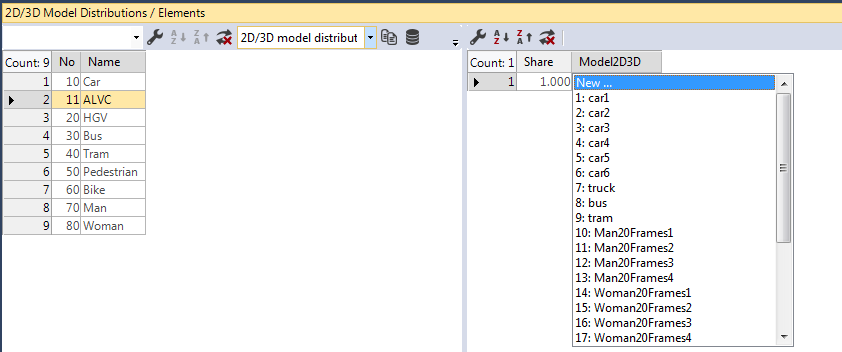 2D/3D Model Distributions / Elements
2D/3D model distribut
Count: 9 No Name
1 10 Car
2 11 ALVC
3 20 HGV
4 30 Bus
5 40 Tram
6 50 Pedestrian
7 60 Bike
8 70 Man
9 80 Woman
Count: 1 Share Model2D3D
1 1.000
New ...
1: car1
2: car2
3: car3
4: car4
5: car5
6: car6
7: truck
8: bus
9: tram
10: Man20Frames1
11: Man20Frames2
12: Man20Frames3
13: Man20Frames4
14: Woman20Frames1
15: Woman20Frames2
16: Woman20Frames3
17: Woman20Frames4